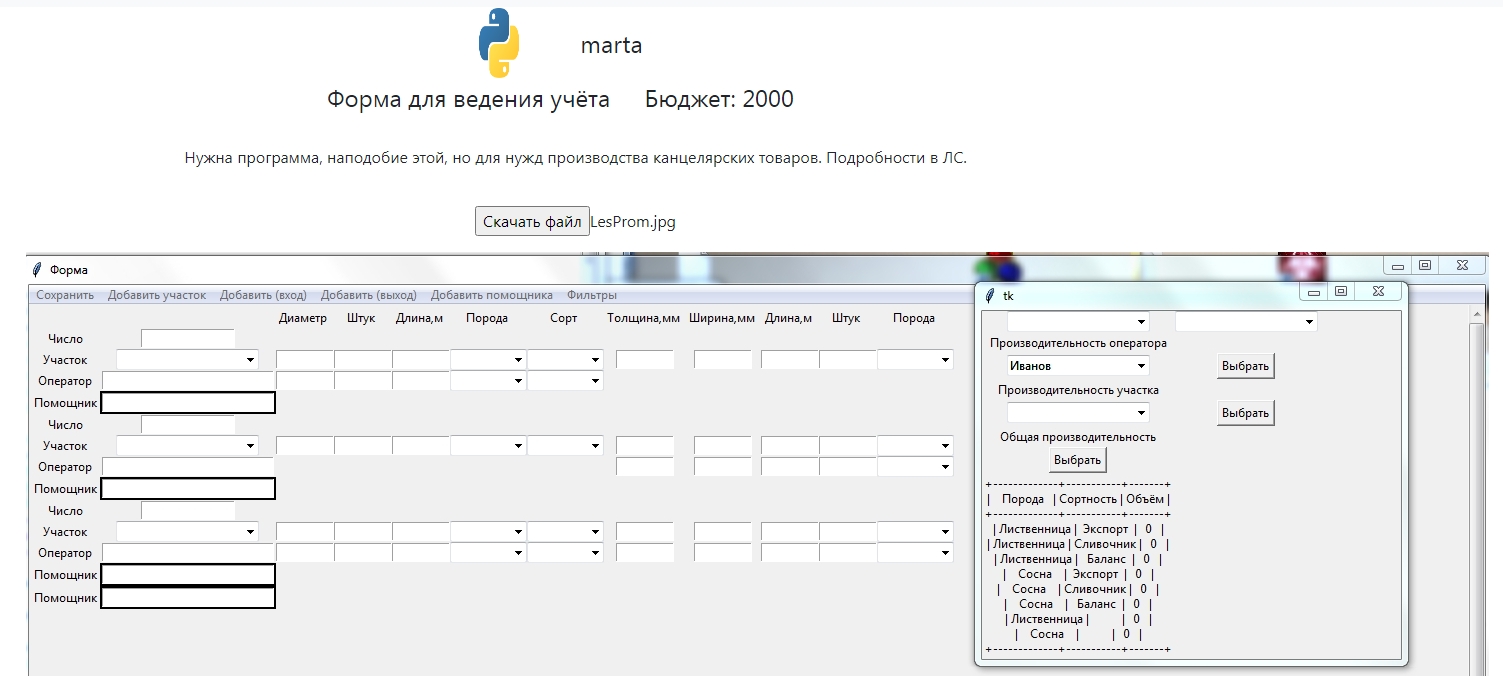 marta
Форма для ведения учёта Бюджет: 2000
Нужна программа, наподобие этой, но для нужд производства канцелярских товаров. Подробности в ЛС.
Скачать файл LesProm.jpg
Форма
Сохранить Добавить участок Добавить (вход) Добавить (выход) Добавить помощника Фильтры
Диаметр Штук Длина,м Порода Сорт Толщина,мм Ширина,мм Длина,м Штук Порода
Число
Участок
Оператор
Помощник
Число
Участок
Оператор
Помощник
Число
Участок
Оператор
Помощник
Помощник
tk
Производительность оператора
Иванов Выбрать
Производительность участка
Выбрать
Общая производительность
Выбрать
+-------------+-----------+-------+
| Порода | Сортность | Объём |
+-------------+-----------+-------+
| Лиственница | Экспорт | 0 |
| Лиственница | Сливочник | 0 |
| Лиственница | Баланс | 0 |
| Сосна | Экспорт | 0 |
| Сосна | Сливочник | 0 |
| Сосна | Баланс | 0 |
| Лиственница | | 0 |
| Сосна | | 0 |
+-------------+-----------+-------+